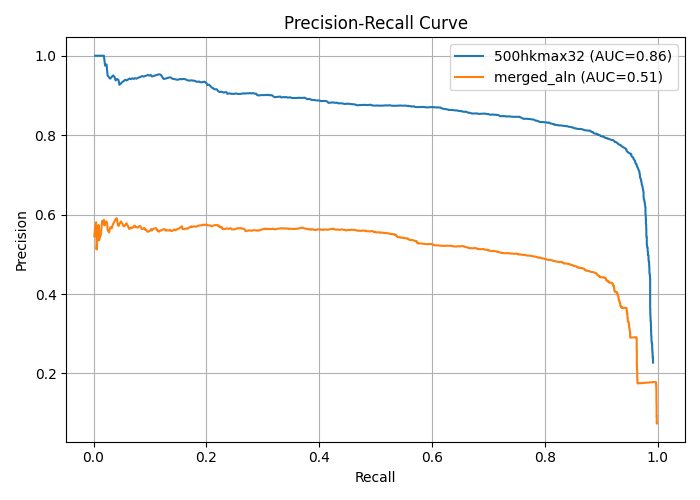 Precision-Recall Curve
500hkmax32 (AUC=0.86)
merged_aln (AUC=0.51)
Precision
1.0
0.8
0.6
0.4
0.2
0.0
0.2
0.4
0.6
0.8
1.0
Recall